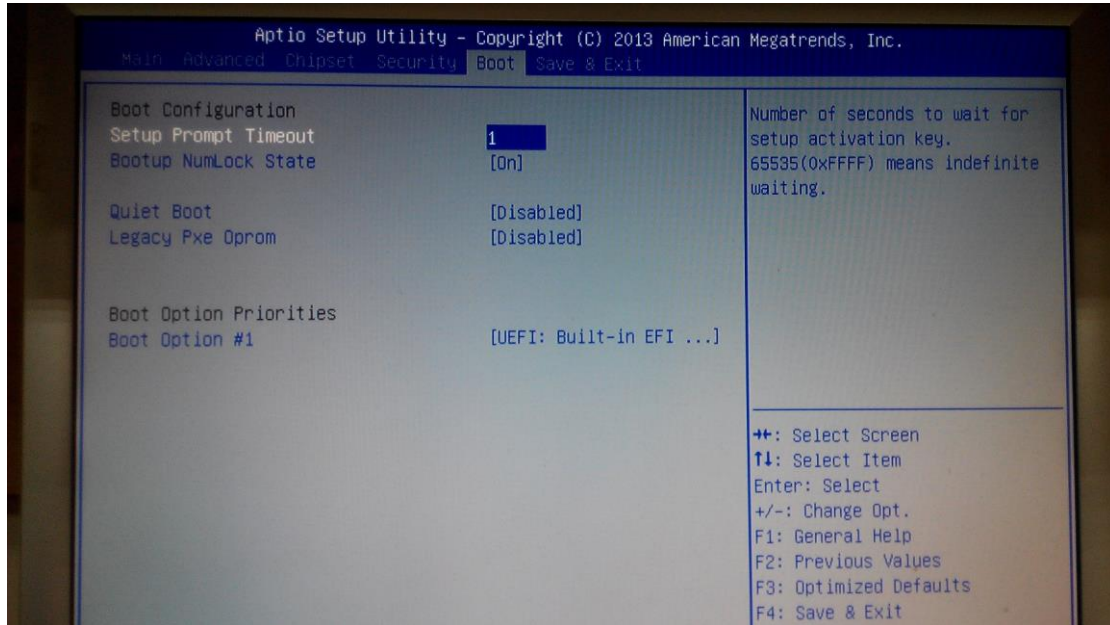 Aptio Setup Utility – Copyright (C) 2013 American Megatrends, Inc.
Main Advanced Chipset Security Boot Save & Exit
Boot Configuration
Setup Prompt Timeout 1
Bootup NumLock State [On]
Quiet Boot [Disabled]
Legacy Pxe Oprom [Disabled]
Boot Option Priorities
Boot Option #1 [UEFI: Built-in EFI ...]
Number of seconds to wait for
setup activation key.
65535(0xFFFF) means indefinite
waiting.
→←: Select Screen
↑↓: Select Item
Enter: Select
+/-: Change Opt.
F1: General Help
F2: Previous Values
F3: Optimized Defaults
F4: Save & Exit